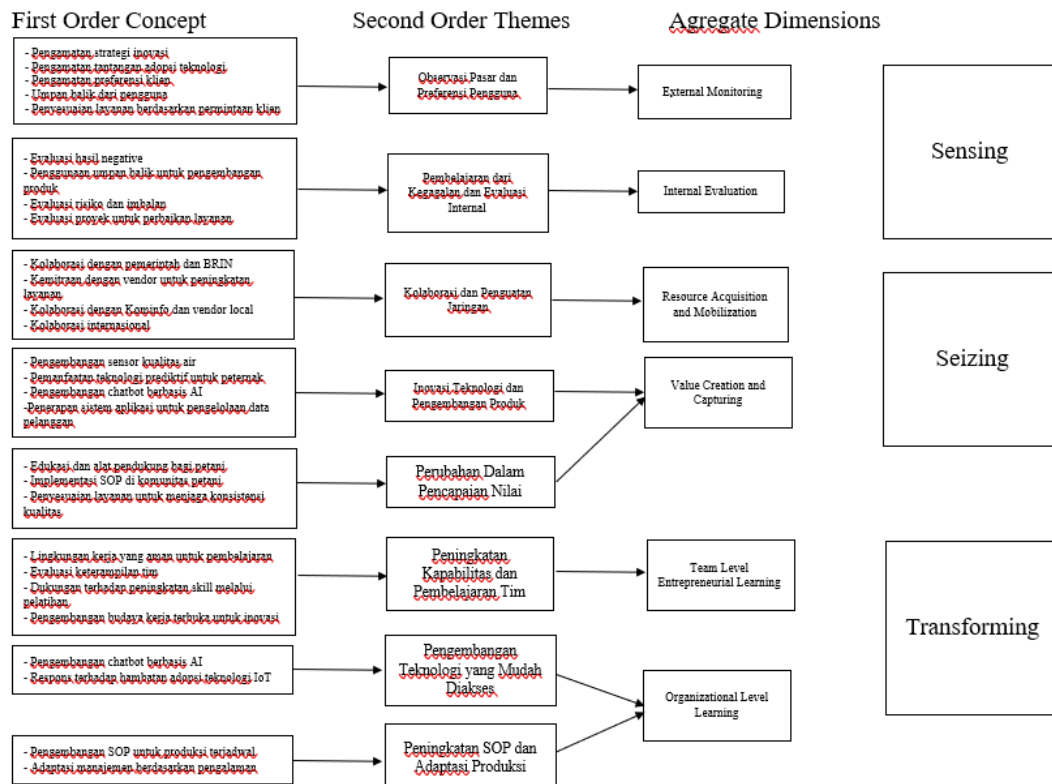 First Order Concept
Second Order Themes
Agregate Dimensions
- Pengamatan strategi inovasi
- Pengamatan tantangan adopsi teknologi
- Pengamatan preferensi klien
- Umpan balik dari pengguna
- Penyesuaian layanan berdasarkan permintaan klien
Observasi Pasar dan
Preferensi Pengguna
External Monitoring
Sensing
- Evaluasi hasil negative
- Penggunaan umpan balik untuk pengembangan
produk
- Evaluasi risiko dan imbalan
- Evaluasi proyek untuk perbaikan layanan
Pembelajaran dari
Kegagalan dan Evaluasi
Internal
Internal Evaluation
- Kolaborasi dengan pemerintah dan BRIN
- Kemitraan dengan vendor untuk peningkatan
layanan
- Kolaborasi dengan Kominfo dan vendor local
- Kolaborasi internasional
Kolaborasi dan Penguatan
Jaringan
Resource Acquisition
and Mobilization
Seizing
- Pengembangan sensor kualitas air
- Pemanfaatan teknologi prediktif untuk peternak
- Pengembangan chatbot berbasis AI
-Penerapan sistem aplikasi untuk pengelolaan data
pelanggan
Inovasi Teknologi dan
Pengembangan Produk
Value Creation and
Capturing
- Edukasi dan alat pendukung bagi petani
- Implementasi SOP di komunitas petani
- Penyesuaian layanan untuk menjaga konsistensi
kualitas
Perubahan Dalam
Pencapaian Nilai
- Lingkungan kerja yang aman untuk pembelajaran
- Evaluasi keterampilan tim
- Dukungan terhadap peningkatan skill melalui
pelatihan
- Pengembangan budaya kerja terbuka untuk inovasi
Peningkatan
Kapabilitas dan
Pembelajaran Tim
Team Level
Entrepreneurial Learning
Transforming
- Pengembangan chatbot berbasis AI
- Respons terhadap hambatan adopsi teknologi IoT
Pengembangan
Teknologi yang Mudah
Diakses
Organizational Level
Learning
- Pengembangan SOP untuk produksi terjadwal
- Adaptasi manajemen berdasarkan pengalaman
Peningkatan SOP dan
Adaptasi Produksi